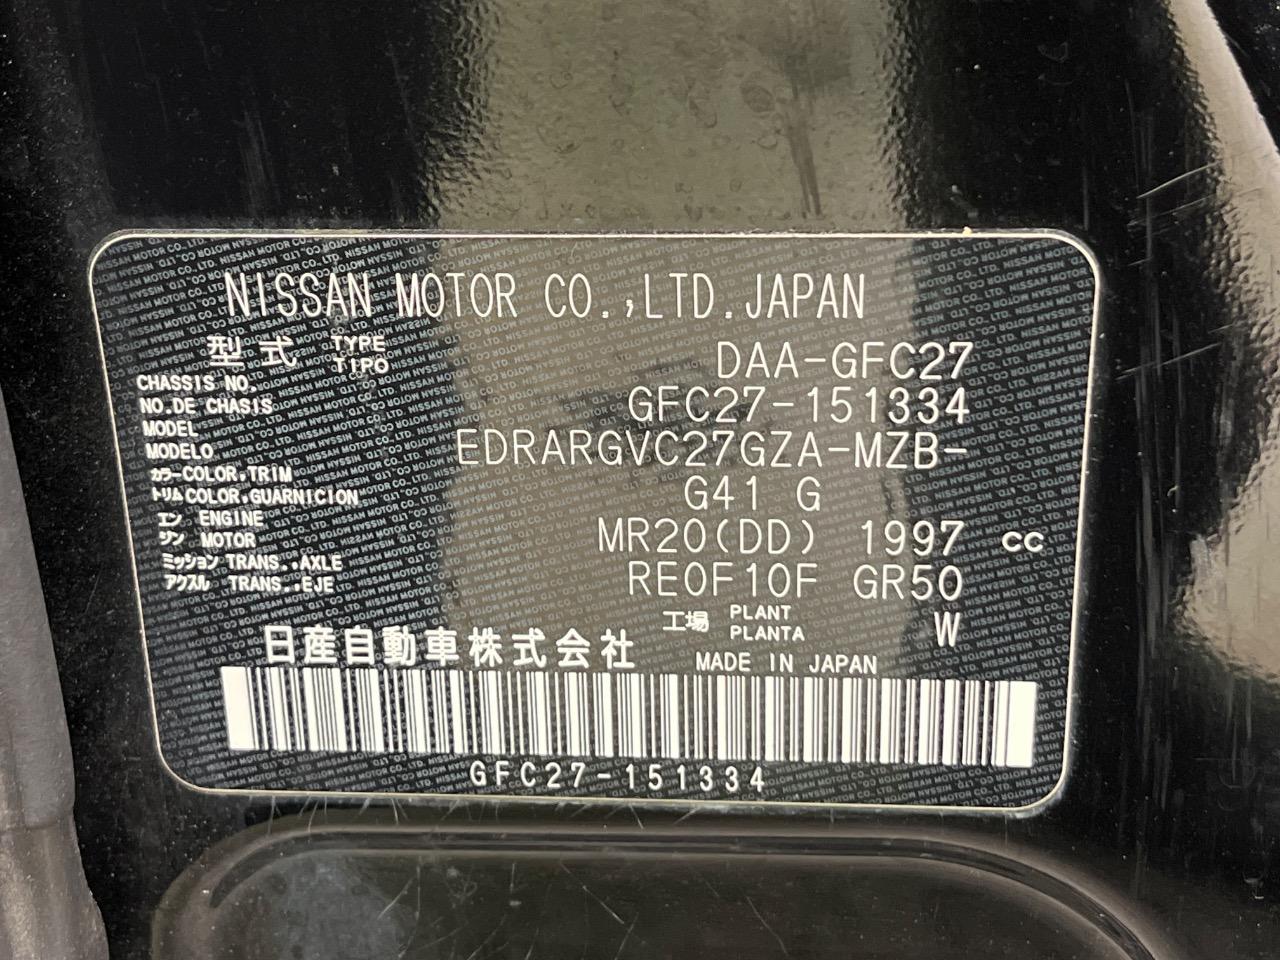 NISSAN MOTOR CO.,LTD.JAPAN
型式 TYPE TIPO DAA-GFC27
CHASSIS NO. NO.DE CHASIS GFC27-151334
MODEL MODELO EDRARGVC27GZA-MZB-
カラー COLOR,TRIM
トリム COLOR,GUARNICION G41 G
エンジン ENGINE MOTOR MR20(DD) 1997 cc
ミッション TRANS.,AXLE
アクスル TRANS.,EJE RE0F10F GR50
工場 PLANT PLANTA W
日産自動車株式会社 MADE IN JAPAN
GFC27-151334